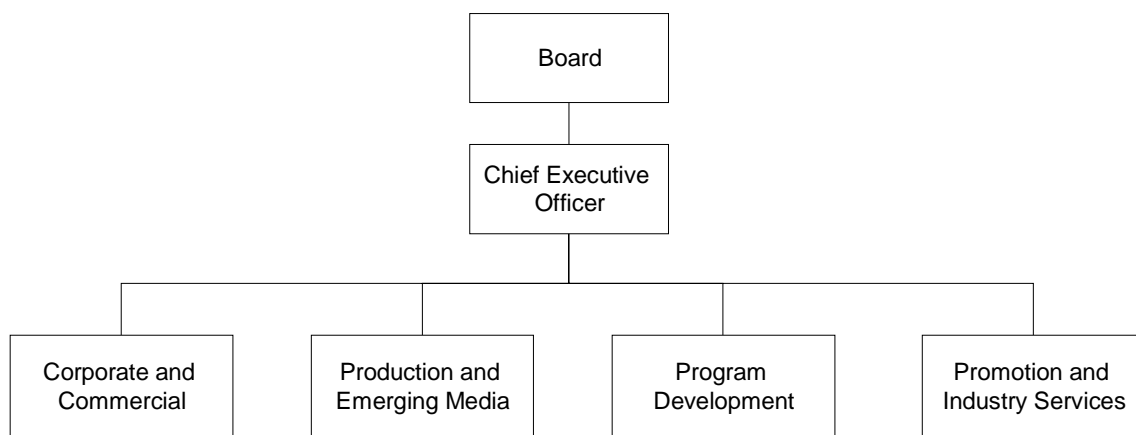 Board
Chief Executive
Officer
Corporate and
Commercial
Production and
Emerging Media
Program
Development
Promotion and
Industry Services